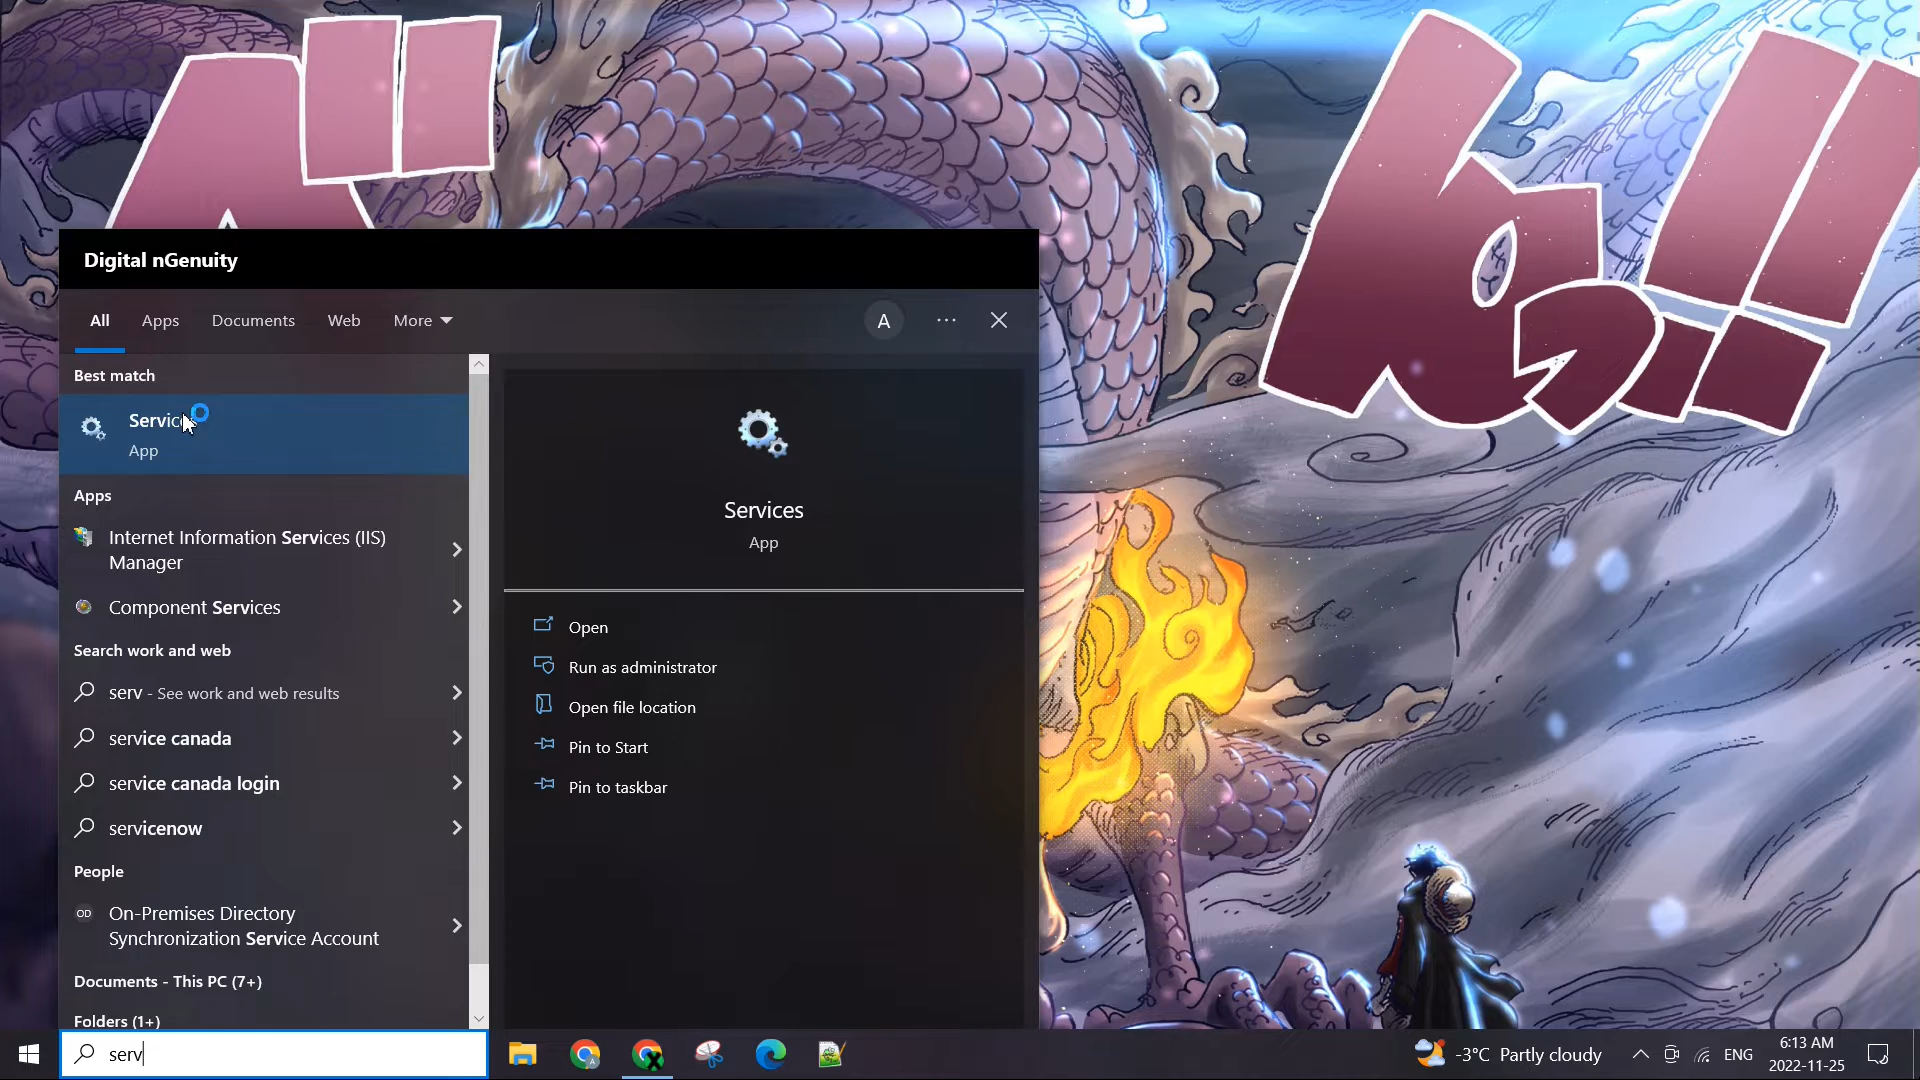 Digital nGenuity
All Apps Documents Web More A
Best match
Services
App
Apps
Internet Information Services (IIS)
Manager
Component Services
Search work and web
serv - See work and web results
service canada
service canada login
servicenow
People
OD On-Premises Directory
Synchronization Service Account
Documents - This PC (7+)
Folders (1+)
Services
App
Open
Run as administrator
Open file location
Pin to Start
Pin to taskbar
serv
-3°C Partly cloudy
ENG
6:13 AM
2022-11-25